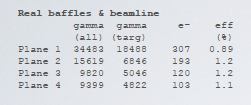 Real baffles & beamline
gamma gamma e- eff
(all) (targ) (%)
Plane 1 34483 18488 307 0.89
Plane 2 15619 6846 193 1.2
Plane 3 9820 5046 120 1.2
Plane 4 9399 4822 103 1.1